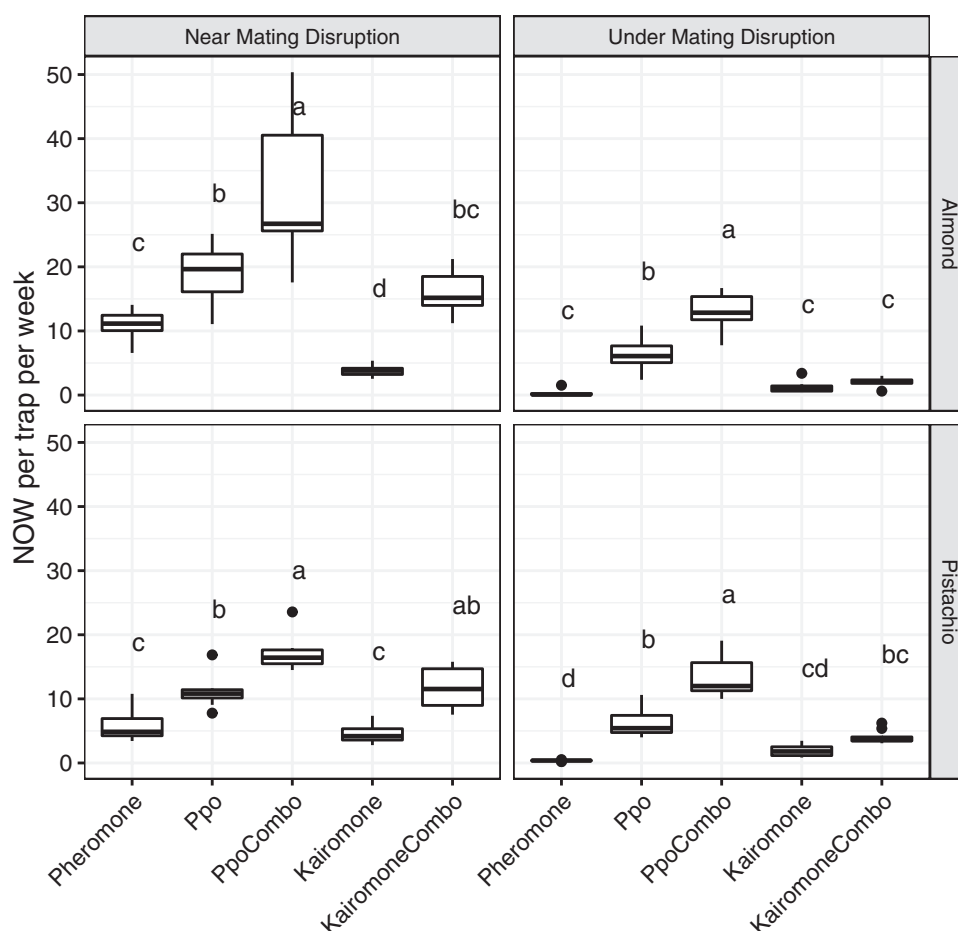 Near Mating Disruption
Under Mating Disruption
NOW per trap per week
50
40
30
20
10
0
c
b
a
d
bc
c
b
a
c
c
Almond
50
40
30
20
10
0
c
b
a
c
ab
d
b
a
cd
bc
Pistachio
Pheromone
Ppo
PpoCombo
Kairomone
KairomoneCombo
Pheromone
Ppo
PpoCombo
Kairomone
KairomoneCombo